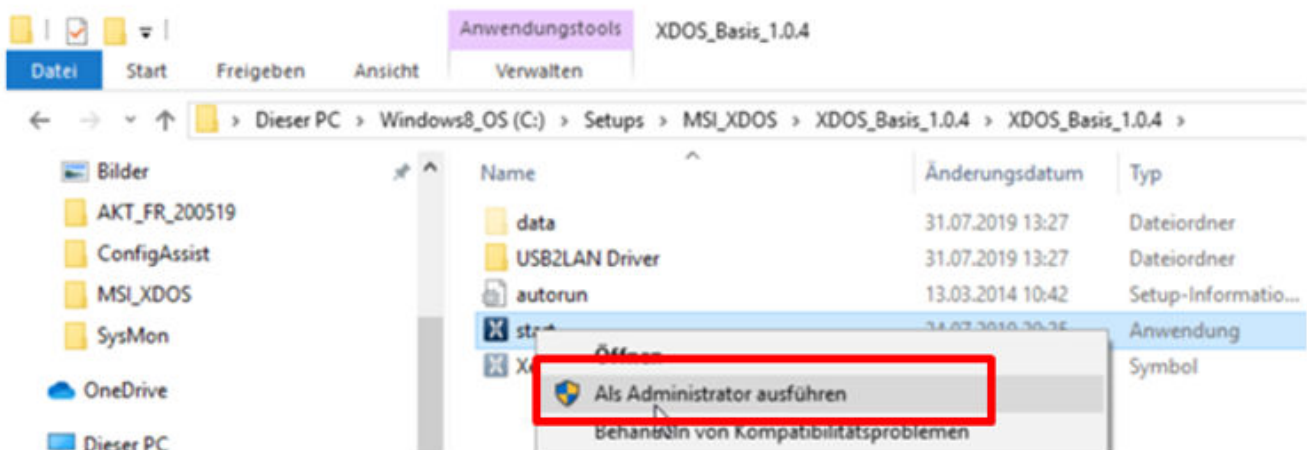 Anwendungstools XDOS_Basis_1.0.4
Datei Start Freigeben Ansicht Verwalten
Dieser PC > Windows8_OS (C:) > Setups > MSI_XDOS > XDOS_Basis_1.0.4 > XDOS_Basis_1.0.4 >
Bilder
AKT_FR_200519
ConfigAssist
MSI_XDOS
SysMon
OneDrive
Dieser PC
Name Änderungsdatum Typ
data 31.07.2019 13:27 Dateiordner
USB2LAN Driver 31.07.2019 13:27 Dateiordner
autorun 13.03.2014 10:42 Setup-Informatio...
start Anwendung
Symbol
Öffnen
Als Administrator ausführen
Behandeln von Kompatibilitätsproblemen